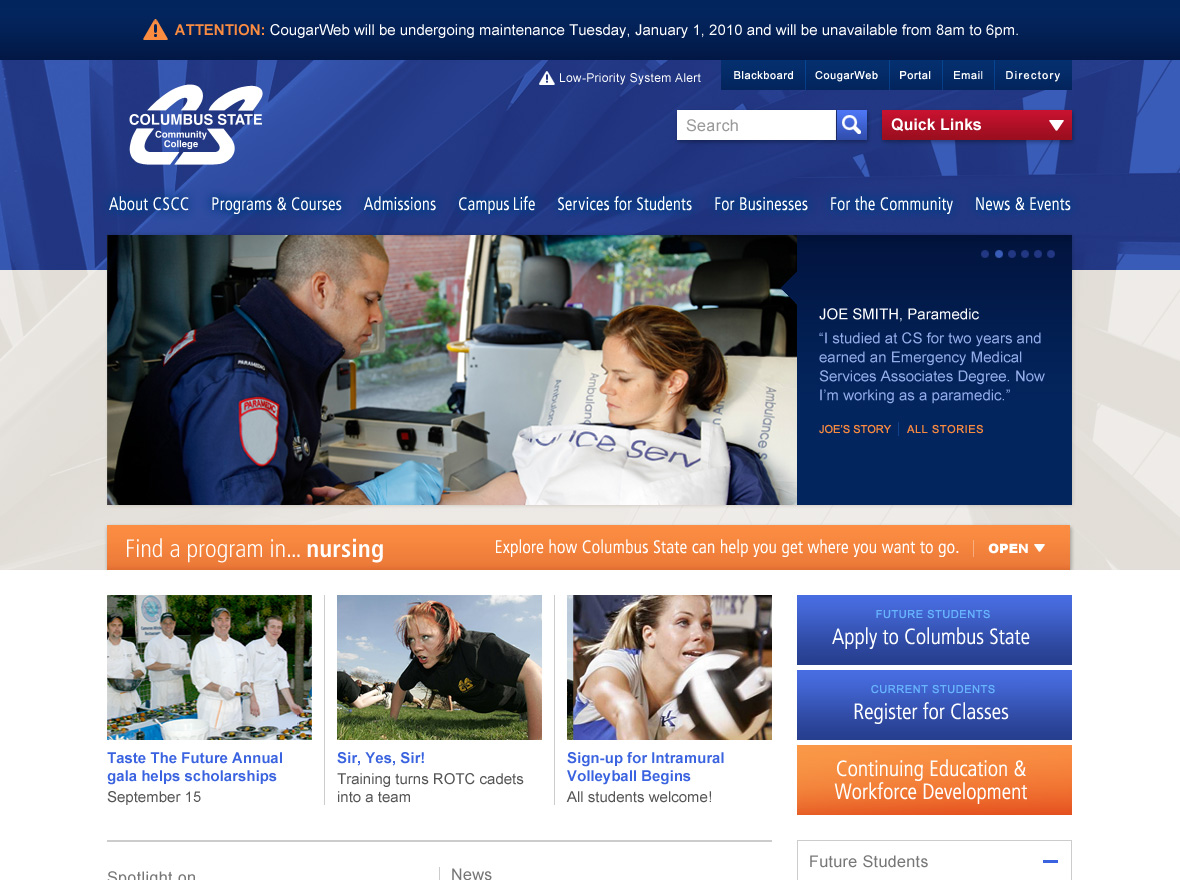 ATTENTION: CougarWeb will be undergoing maintenance Tuesday, January 1, 2010 and will be unavailable from 8am to 6pm.
Low-Priority System Alert
Blackboard
CougarWeb
Portal
Email
Directory
COLUMBUS STATE
Community
College
Search
Quick Links
About CSCC
Programs & Courses
Admissions
Campus Life
Services for Students
For Businesses
For the Community
News & Events
PARAMEDIC
PARAMEDIC
Ambulance
Ambulance S
JOE SMITH, Paramedic
“I studied at CS for two years and
earned an Emergency Medical
Services Associates Degree. Now
I’m working as a paramedic.”
JOE'S STORY
ALL STORIES
Find a program in... nursing
Explore how Columbus State can help you get where you want to go.
OPEN
Taste The Future Annual
gala helps scholarships
September 15
Sir, Yes, Sir!
Training turns ROTC cadets
into a team
Sign-up for Intramural
Volleyball Begins
All students welcome!
FUTURE STUDENTS
Apply to Columbus State
CURRENT STUDENTS
Register for Classes
Continuing Education &
Workforce Development
Spotlight on
News
Future Students